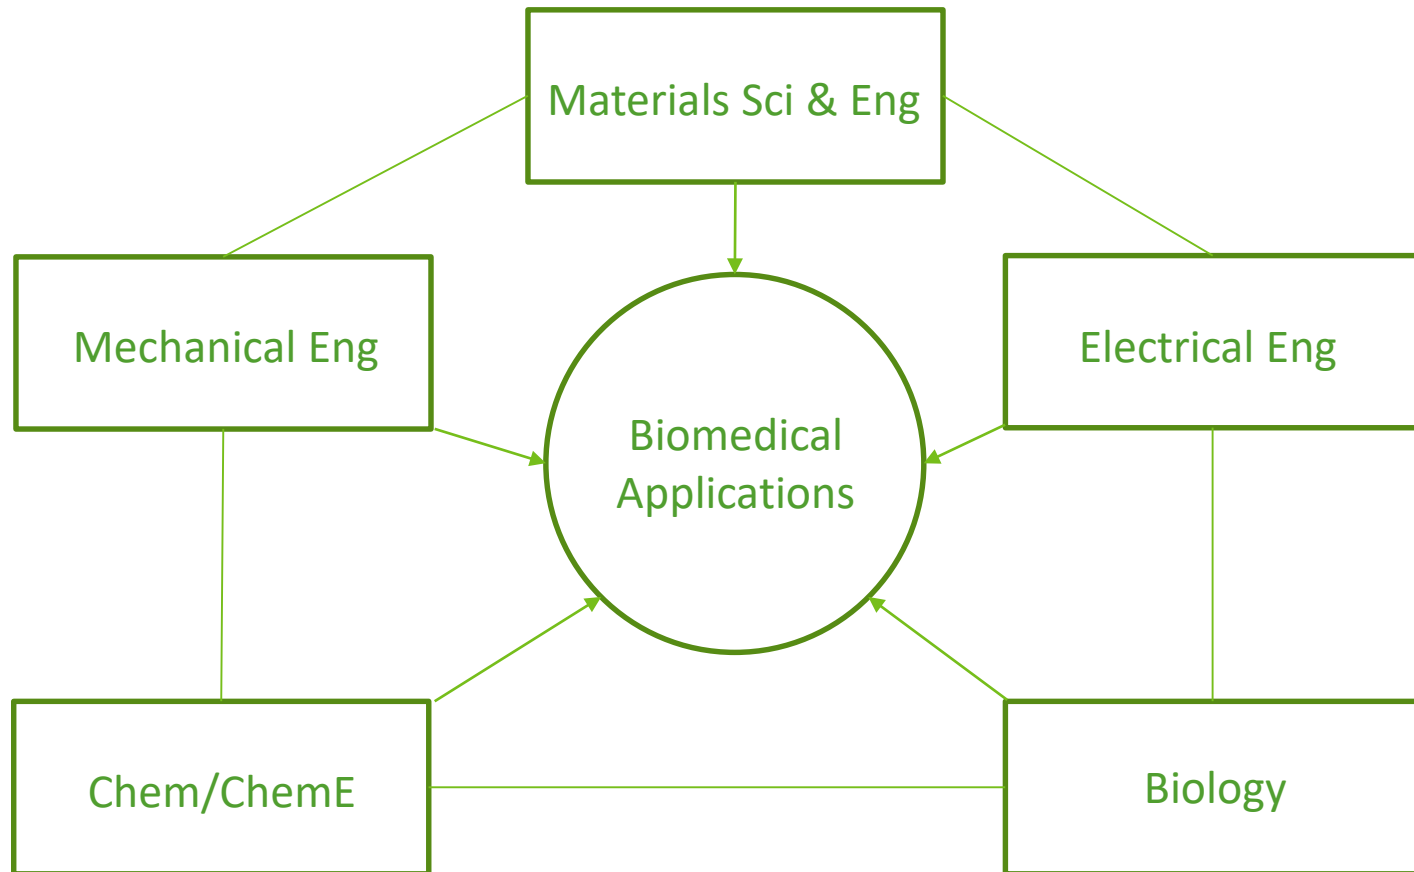 Materials Sci & Eng
Mechanical Eng
Electrical Eng
Biomedical
Applications
Chem/ChemE
Biology